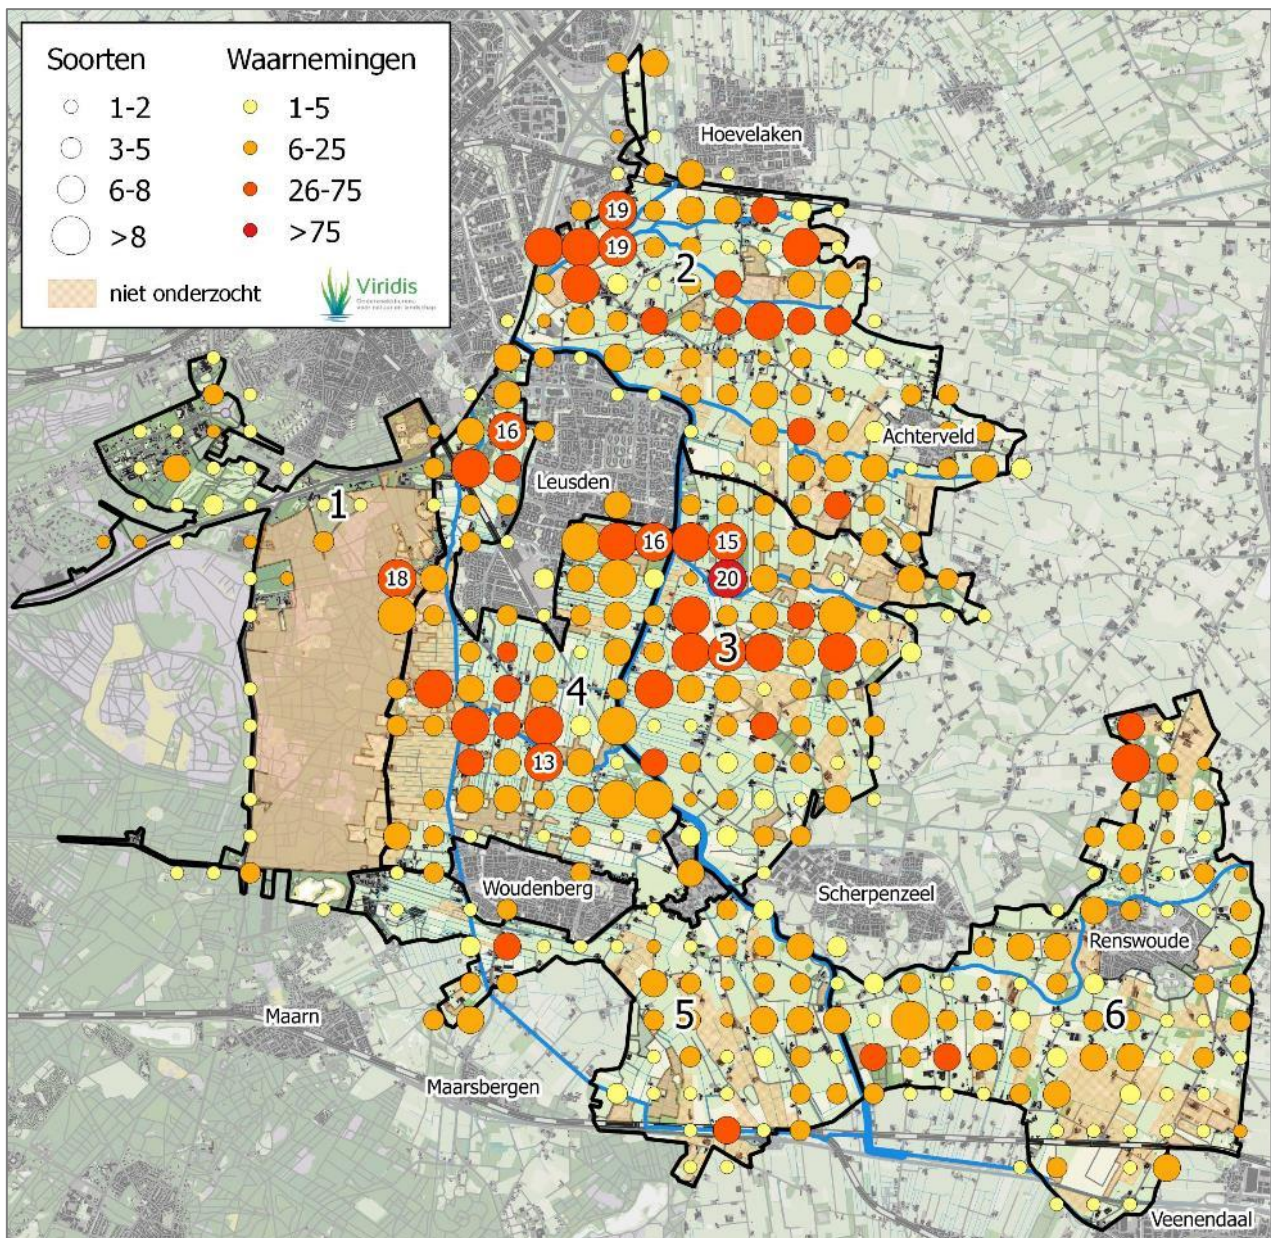 Soorten
Waarnemingen
1-2
1-5
3-5
6-25
6-8
26-75
>8
>75
niet onderzocht
Viridis
Hoevelaken
19
19
2
16
Achterveld
Leusden
1
16
15
18
20
3
4
13
Woudenberg
Scherpenzeel
Renswoude
Maarn
5
6
Maarsbergen
Veenendaal